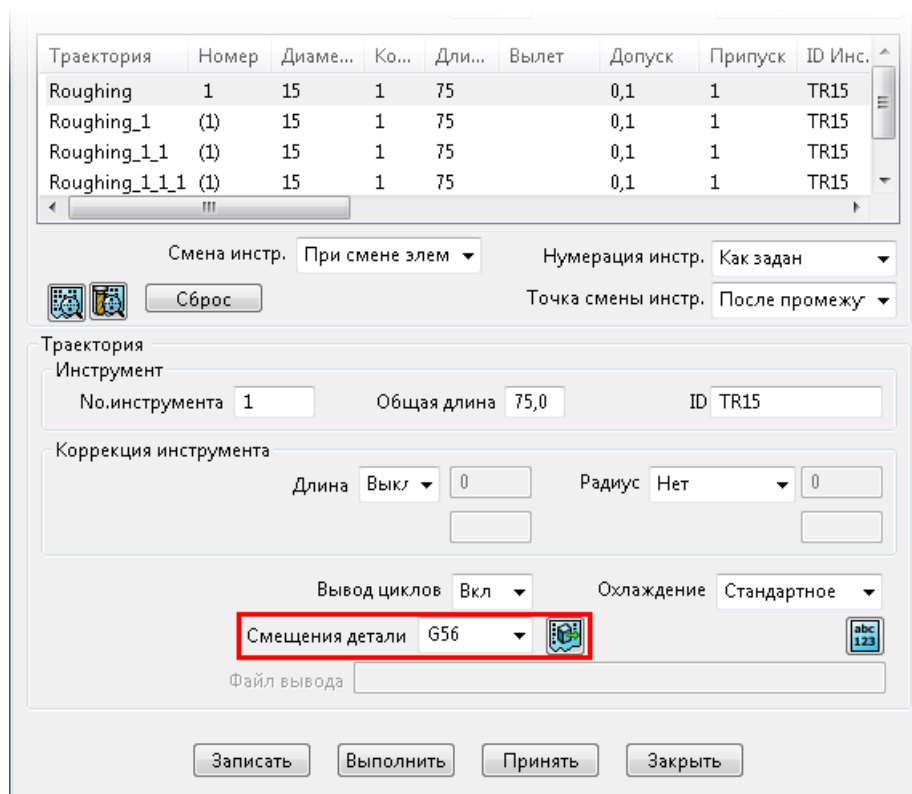 Траектория Номер Диаме... Ко... Дли... Вылет Допуск Припуск ID Инс.
Roughing 1 15 1 75 0,1 1 TR15
Roughing_1 (1) 15 1 75 0,1 1 TR15
Roughing_1_1 (1) 15 1 75 0,1 1 TR15
Roughing_1_1_1 (1) 15 1 75 0,1 1 TR15
Смена инстр. При смене элем Нумерация инстр. Как задан
Сброс Точка смены инстр. После промежут
Траектория
Инструмент
No.инструмента 1 Общая длина 75,0 ID TR15
Коррекция инструмента
Длина Выкл 0 Радиус Нет 0
Вывод циклов Вкл Охлаждение Стандартное
Смещения детали G56 abc 123
Файл вывода
Записать Выполнить Принять Закрыть